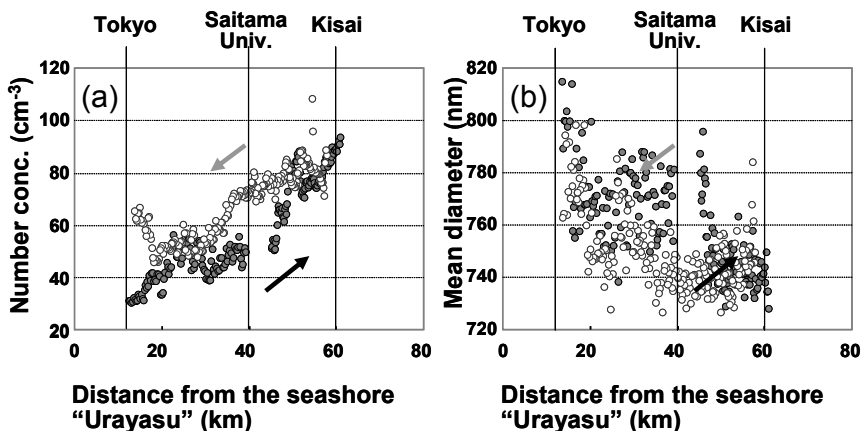 Tokyo
Saitama
Univ.
Kisai
120
100
80
60
40
20
Number conc. (cm-3)
(a)
0 20 40 60 80
Distance from the seashore
“Urayasu” (km)
Tokyo
Saitama
Univ.
Kisai
820
800
780
760
740
720
Mean diameter (nm)
(b)
0 20 40 60 80
Distance from the seashore
“Urayasu” (km)